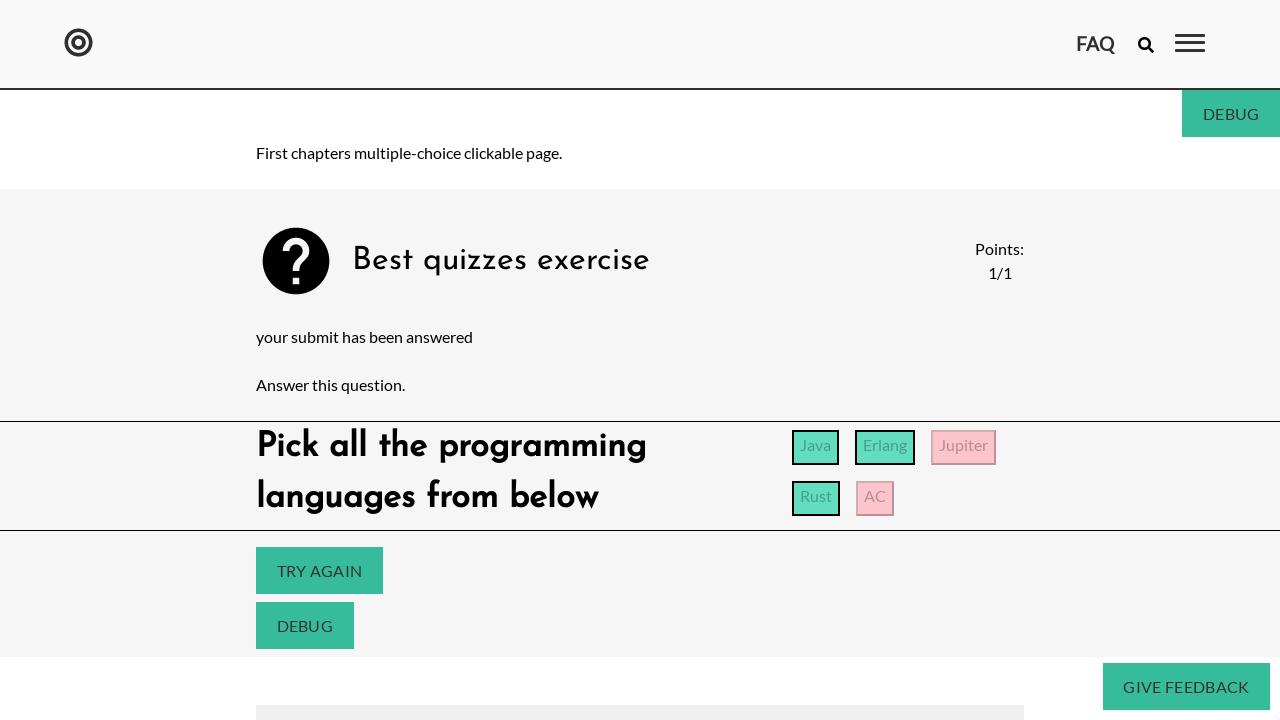 FAQ
DEBUG
First chapters multiple-choice clickable page.
Best quizzes exercise
Points:
1/1
your submit has been answered
Answer this question.
Pick all the programming
languages from below
Java Erlang Jupiter
Rust AC
TRY AGAIN
DEBUG
GIVE FEEDBACK